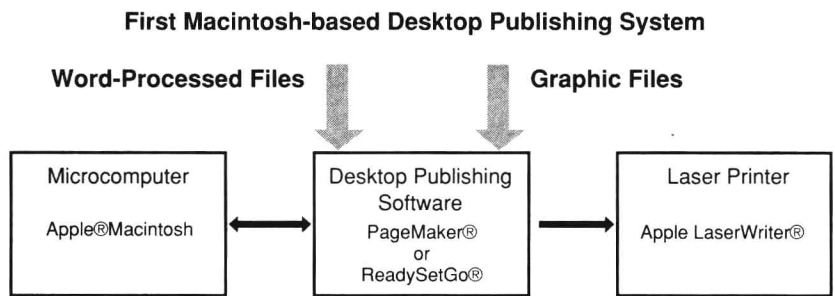 First Macintosh-based Desktop Publishing System
Word-Processed Files
Graphic Files
Microcomputer
Apple®Macintosh
Desktop Publishing
Software
PageMaker®
or
ReadySetGo®
Laser Printer
Apple LaserWriter®